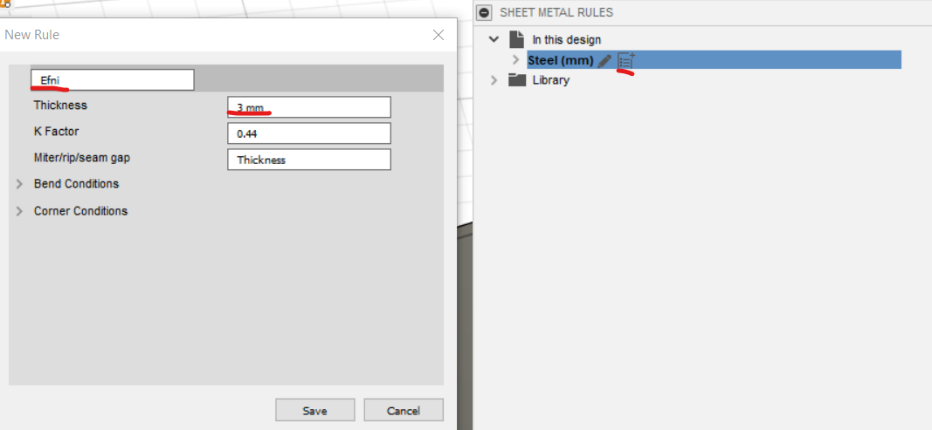 New Rule
Efni
Thickness
3 mm
K Factor
0.44
Miter/rip/seam gap
Thickness
Bend Conditions
Corner Conditions
Save
Cancel
SHEET METAL RULES
In this design
Steel (mm)
Library